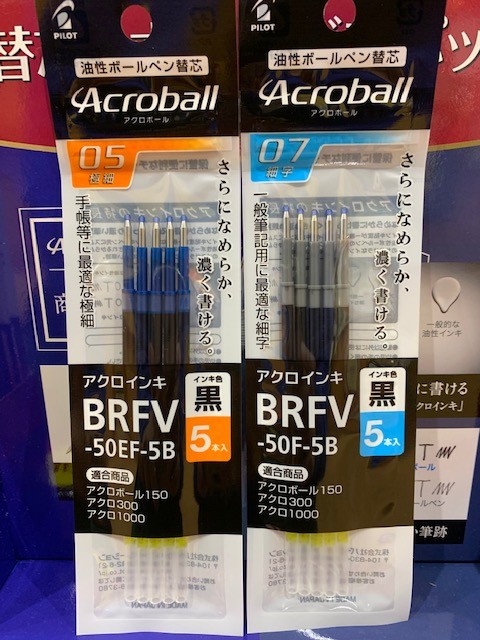 PILOT
油性ボールペン替芯
Acroball
アクロボール
05
極細
さらになめらか、
濃く書ける。
手帳等に最適な極細
アクロインキ
インキ色
黒
BRFV
-50EF-5B
5本入
適合商品
アクロボール150
アクロ300
アクロ1000
MADE IN JAPAN
PILOT
油性ボールペン替芯
Acroball
アクロボール
07
細字
さらになめらか、
濃く書ける。
一般筆記用に最適な細字
アクロインキ
インキ色
黒
BRFV
-50F-5B
5本入
適合商品
アクロボール150
アクロ300
アクロ1000
MADE IN JAPAN
替
一般的な
油性インキ
に書ける
クロインキ」
筆跡